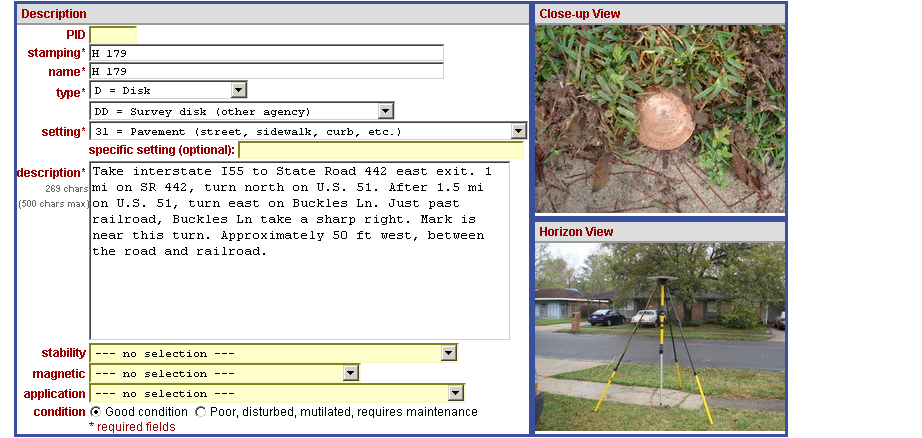 Description
PID
stamping* H 179
name* H 179
type* D = Disk
DD = Survey disk (other agency)
setting* 31 = Pavement (street, sidewalk, curb, etc.)
specific setting (optional):
description*
269 chars
(500 chars max)
Take interstate I55 to State Road 442 east exit. 1
mi on SR 442, turn north on U.S. 51. After 1.5 mi
on U.S. 51, turn east on Buckles Ln. Just past
railroad, Buckles Ln take a sharp right. Mark is
near this turn. Approximately 50 ft west, between
the road and railroad.
stability --- no selection ---
magnetic --- no selection ---
application --- no selection ---
condition Good condition Poor, disturbed, mutilated, requires maintenance
* required fields
Close-up View
Horizon View